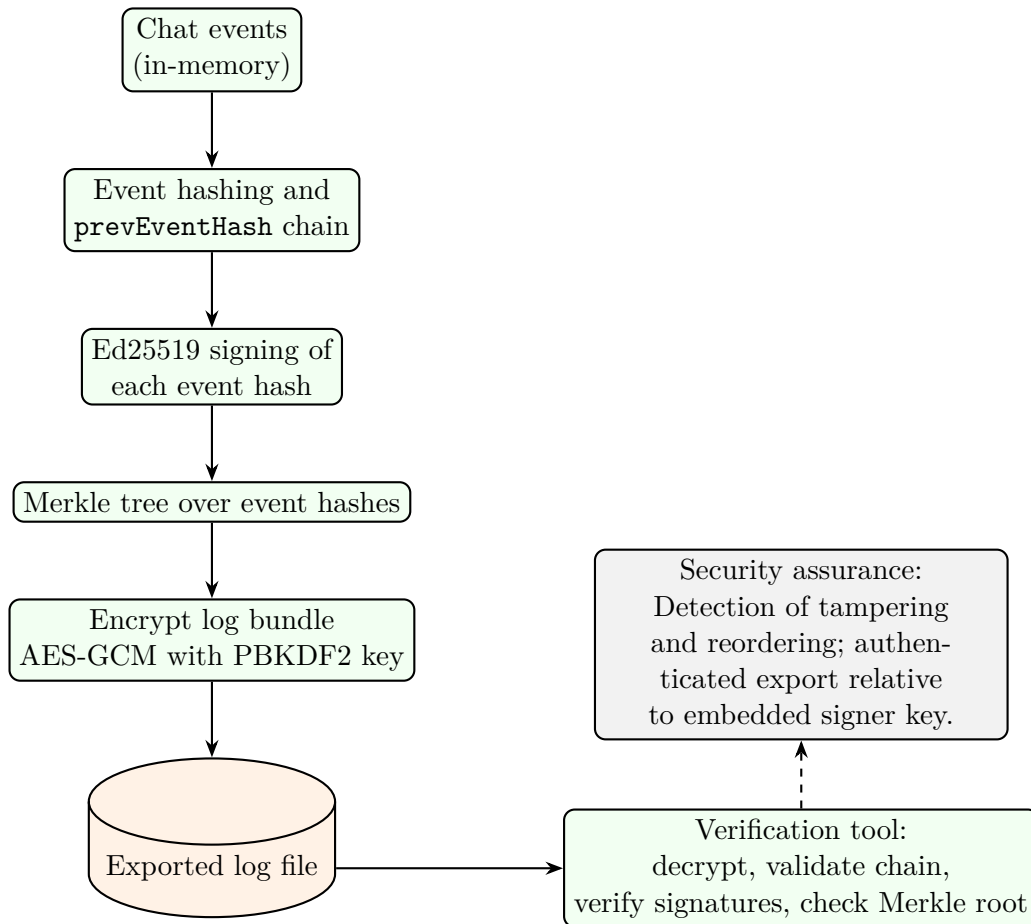 Chat events
(in-memory)
Event hashing and
prevEventHash chain
Ed25519 signing of
each event hash
Merkle tree over event hashes
Encrypt log bundle
AES-GCM with PBKDF2 key
Exported log file
Security assurance:
Detection of tampering
and reordering; authen-
ticated export relative
to embedded signer key.
Verification tool:
decrypt, validate chain,
verify signatures, check Merkle root